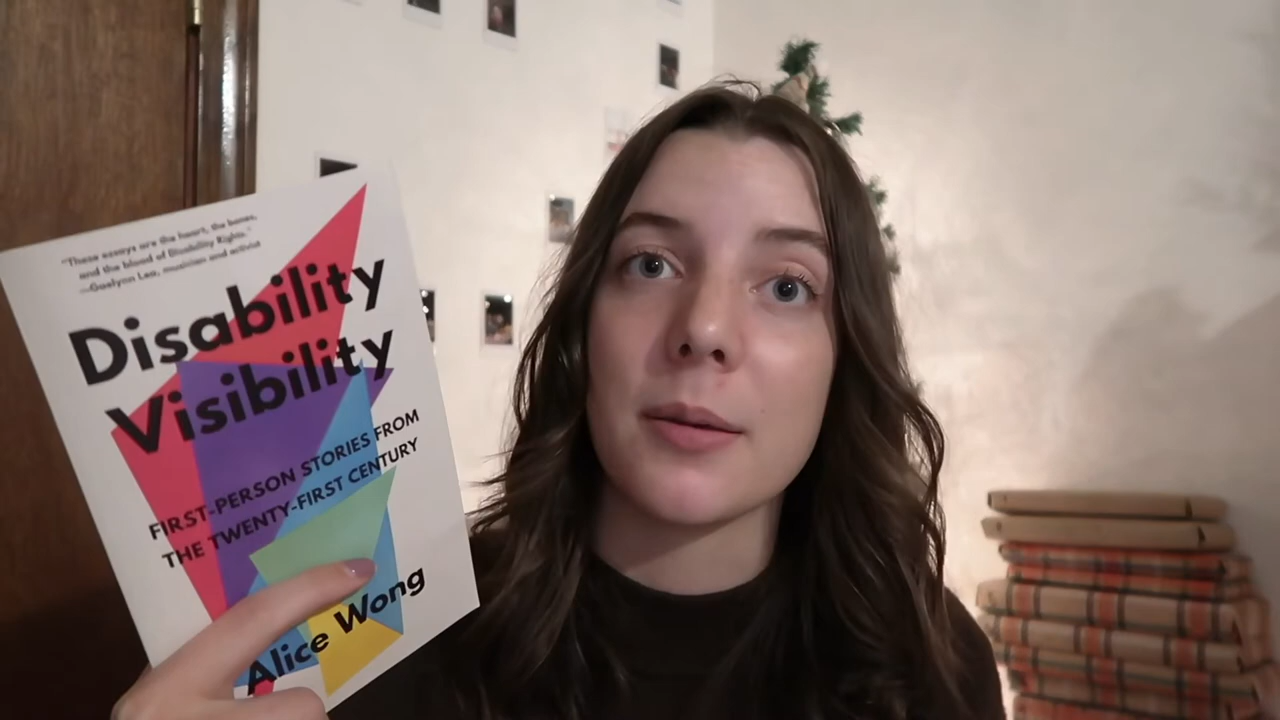 "These essays are the heart, the bones,
and the blood of Disability Rights."
—Gaelynn Lea, musician and activist
Disability
Visibility
FIRST-PERSON STORIES FROM
THE TWENTY-FIRST CENTURY
Alice Wong